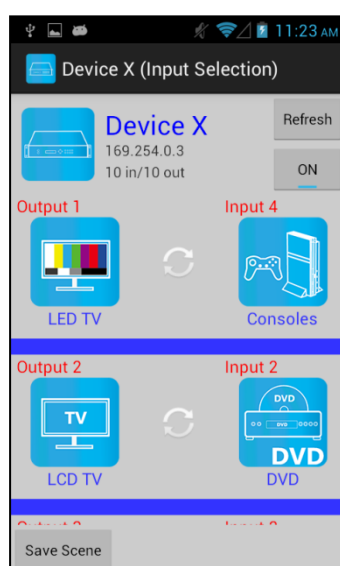 11:23 AM
Device X (Input Selection)
Device X
169.254.0.3
10 in/10 out
Refresh
ON
Output 1
Input 4
LED TV
Consoles
Output 2
Input 2
TV
DVD
DVD
LCD TV
DVD
Save Scene